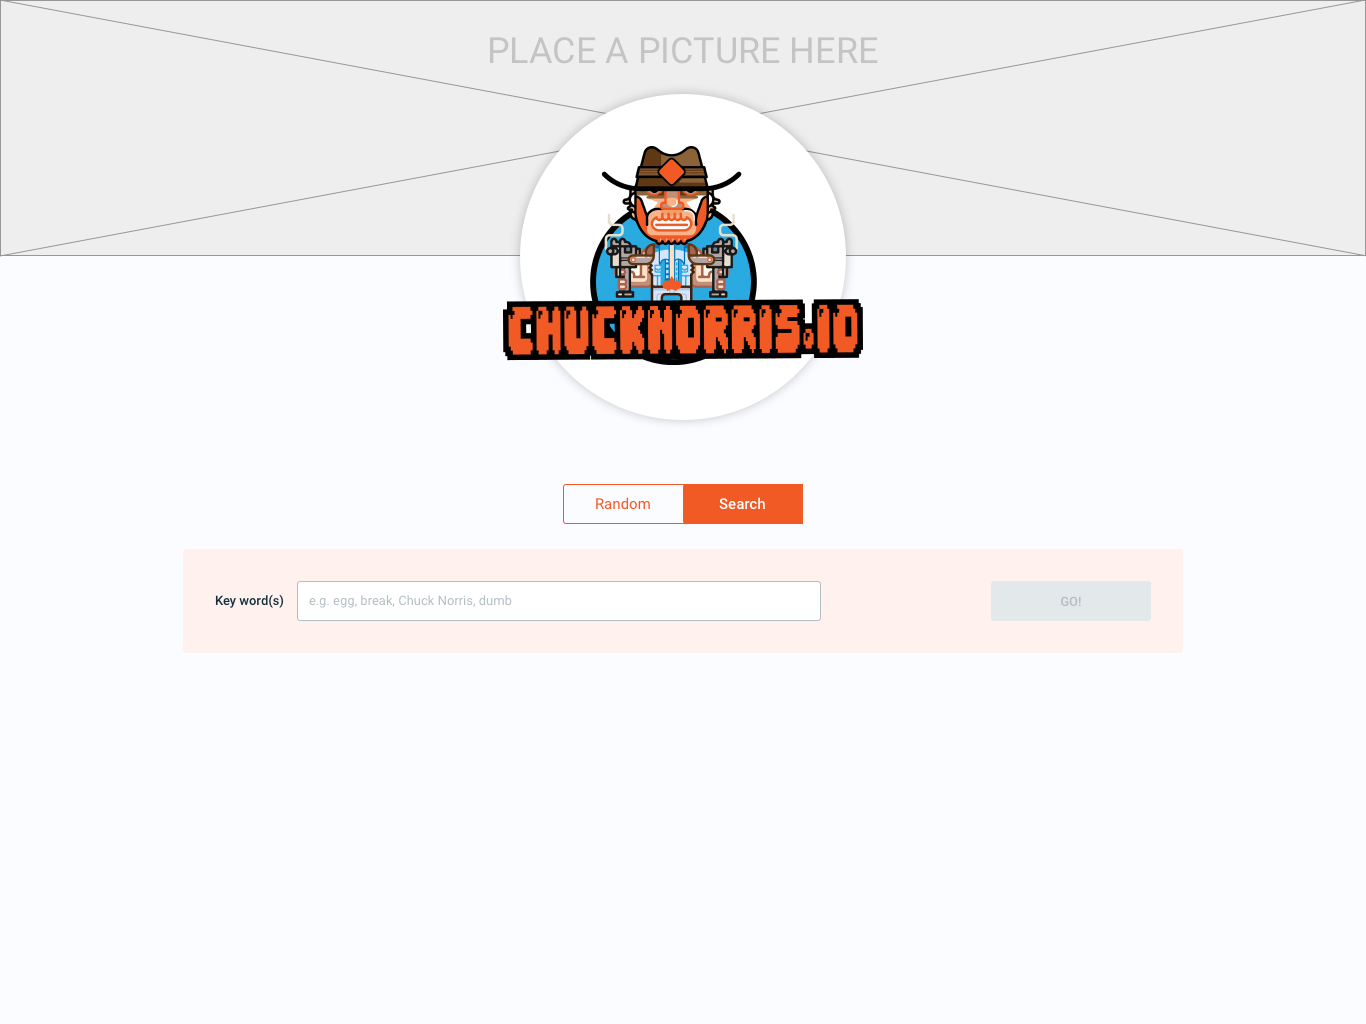 PLACE A PICTURE HERE
CHUCKNORRIS.IO
Random
Search
Key word(s)
e.g. egg, break, Chuck Norris, dumb
GO!